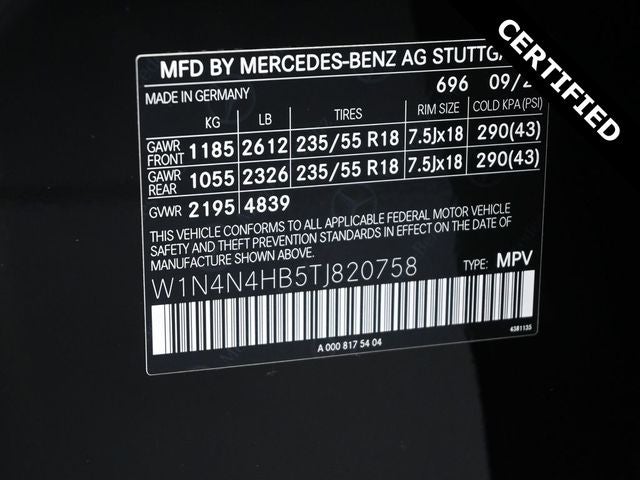 CERTIFIED
MFD BY MERCEDES-BENZ AG STUTTGA
696 09/2
MADE IN GERMANY
KG LB TIRES RIM SIZE COLD KPA (PSI)
GAWR FRONT 1185 2612 235/55 R18 7.5Jx18 290(43)
GAWR REAR 1055 2326 235/55 R18 7.5Jx18 290(43)
GVWR 2195 4839
THIS VEHICLE CONFORMS TO ALL APPLICABLE FEDERAL MOTOR VEHICLE
SAFETY AND THEFT PREVENTION STANDARDS IN EFFECT ON THE DATE OF
MANUFACTURE SHOWN ABOVE.
W1N4N4HB5TJ820758 TYPE: MPV
4381135
A 000 817 54 04